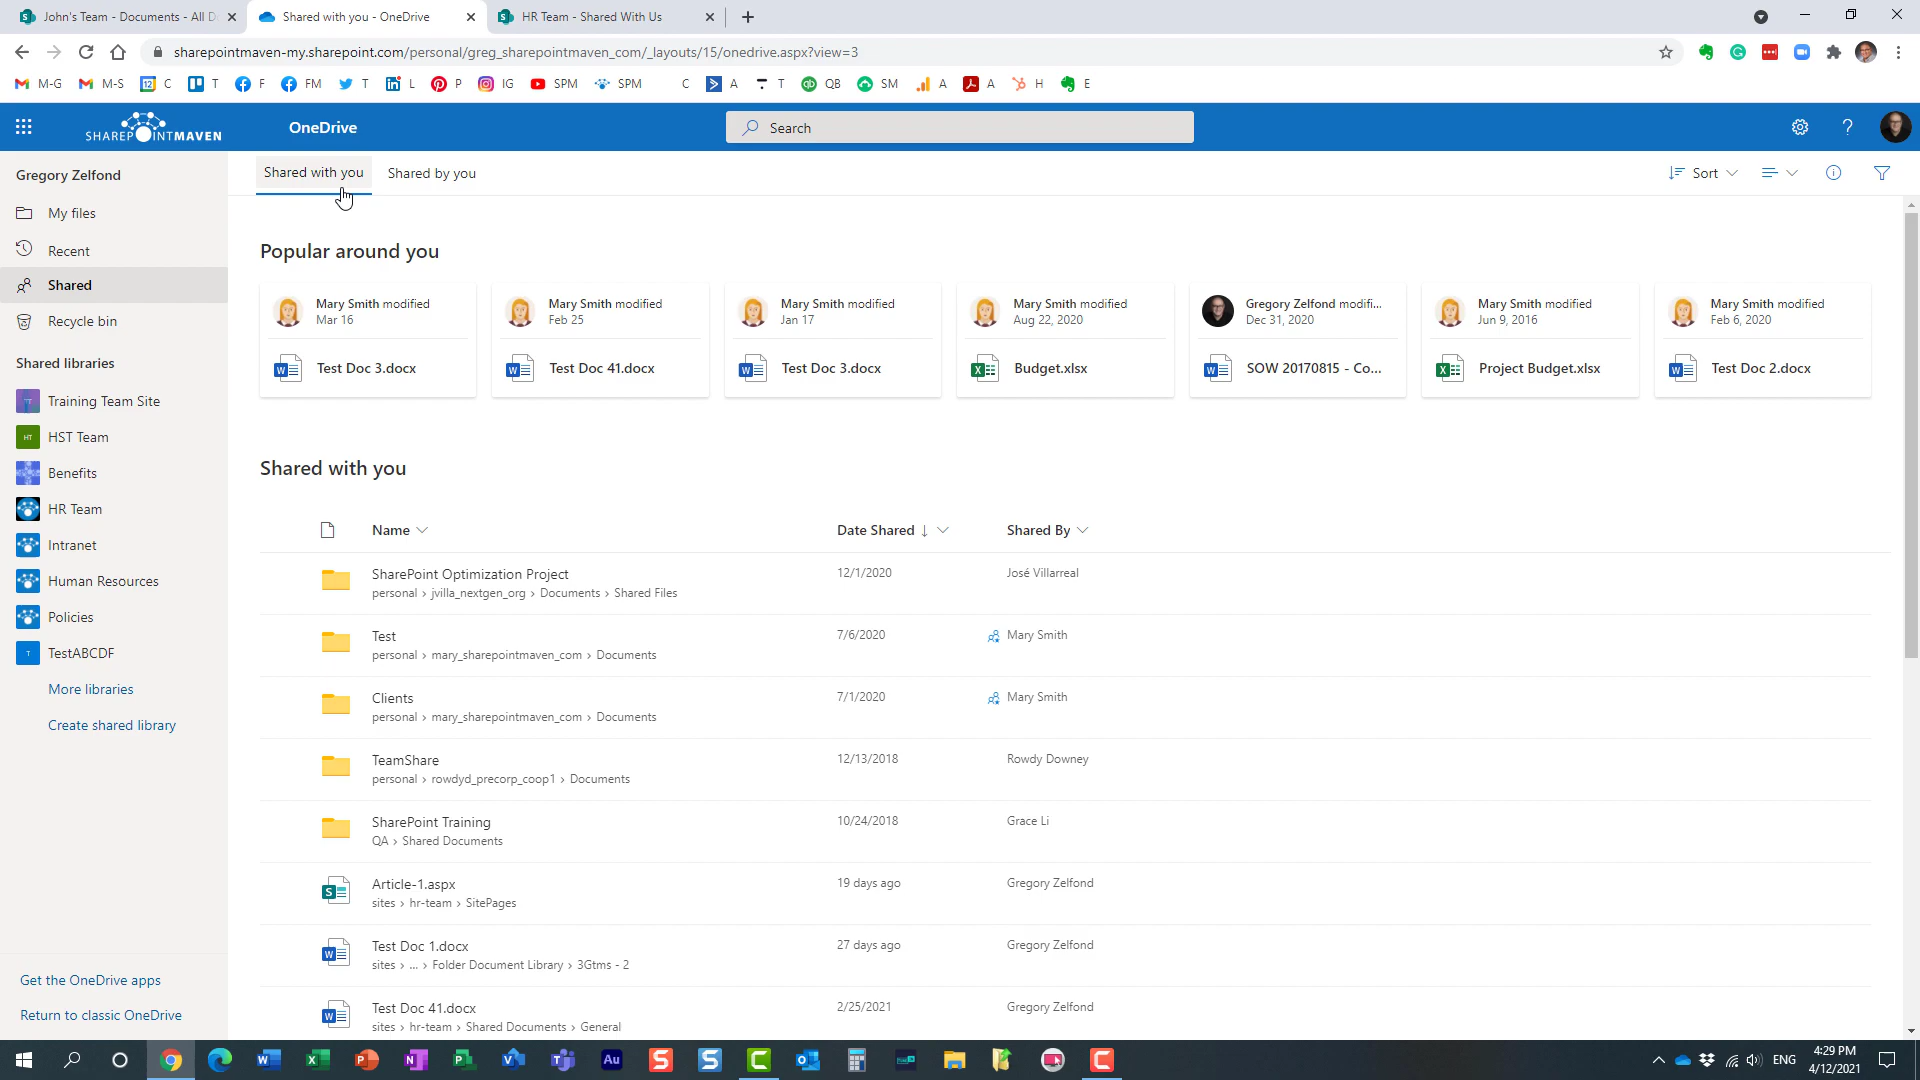 John's Team - Documents - All D
Shared with you - OneDrive
HR Team - Shared With Us
sharepointmaven-my.sharepoint.com/personal/greg_sharepointmaven_com/_layouts/15/onedrive.aspx?view=3
M-G
M-S
12
C
T
F
FM
T
L
P
IG
SPM
SPM
C
A
T
QB
SM
A
A
H
E
SHAREPOINTMAVEN
OneDrive
Search
Gregory Zelfond
Shared with you
Shared by you
Sort
My files
Recent
Shared
Recycle bin
Shared libraries
Training Team Site
HT
HST Team
Benefits
HR Team
Intranet
Human Resources
Policies
T
TestABCDF
More libraries
Create shared library
Get the OneDrive apps
Return to classic OneDrive
Popular around you
Mary Smith modified
Mar 16
Test Doc 3.docx
Mary Smith modified
Feb 25
Test Doc 41.docx
Mary Smith modified
Jan 17
Test Doc 3.docx
Mary Smith modified
Aug 22, 2020
Budget.xlsx
Gregory Zelfond modifi...
Dec 31, 2020
SOW 20170815 - Co...
Mary Smith modified
Jun 9, 2016
Project Budget.xlsx
Mary Smith modified
Feb 6, 2020
Test Doc 2.docx
Shared with you
Name
Date Shared ↓
Shared By
SharePoint Optimization Project
12/1/2020
José Villarreal
personal > jvilla_nextgen_org > Documents > Shared Files
Test
7/6/2020
Mary Smith
personal > mary_sharepointmaven_com > Documents
Clients
7/1/2020
Mary Smith
personal > mary_sharepointmaven_com > Documents
TeamShare
12/13/2018
Rowdy Downey
personal > rowdyd_precorp_coop1 > Documents
SharePoint Training
10/24/2018
Grace Li
QA > Shared Documents
Article-1.aspx
19 days ago
Gregory Zelfond
sites > hr-team > SitePages
Test Doc 1.docx
27 days ago
Gregory Zelfond
sites > ... > Folder Document Library > 3Gtms - 2
Test Doc 41.docx
2/25/2021
Gregory Zelfond
sites > hr-team > Shared Documents > General
Au
ENG
4:29 PM
4/12/2021